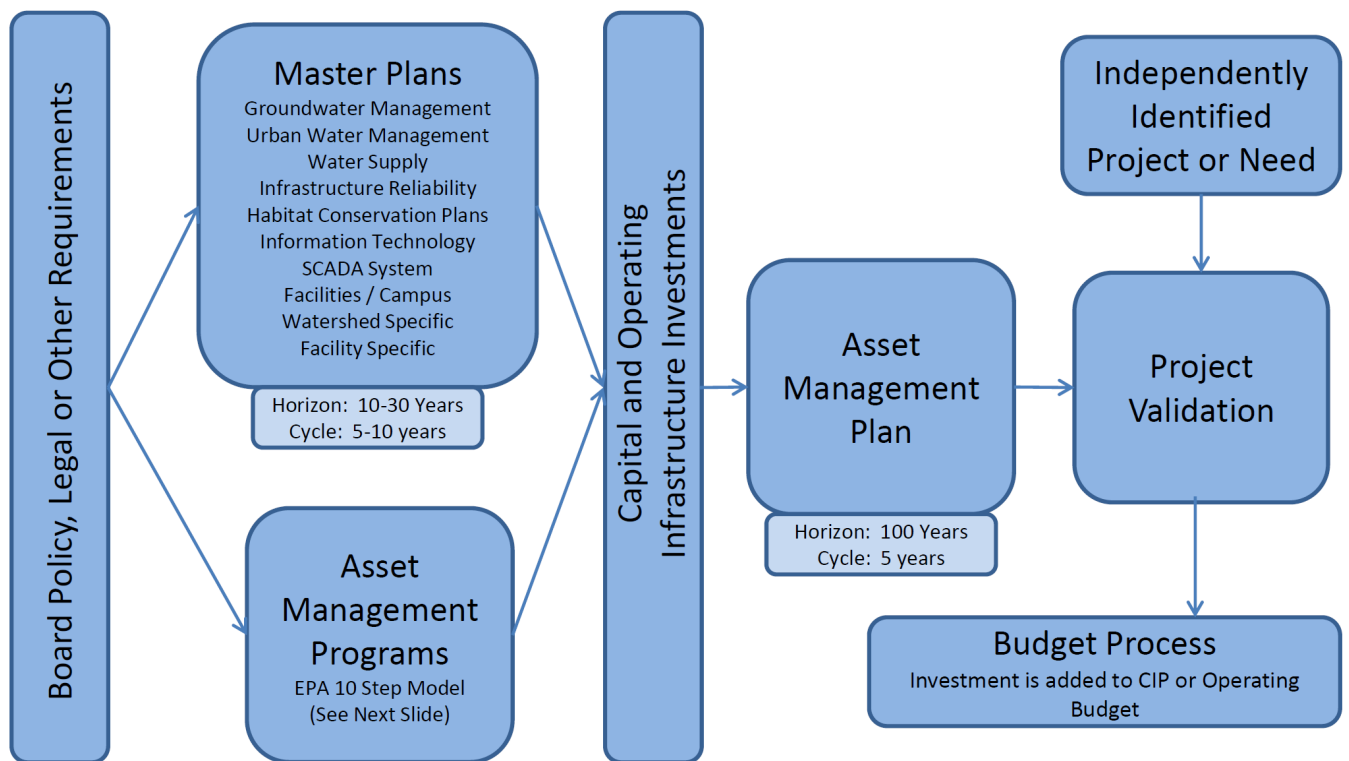 Board Policy, Legal or Other Requirements
Master Plans
Groundwater Management
Urban Water Management
Water Supply
Infrastructure Reliability
Habitat Conservation Plans
Information Technology
SCADA System
Facilities / Campus
Watershed Specific
Facility Specific
Horizon: 10-30 Years
Cycle: 5-10 years
Asset
Management
Programs
EPA 10 Step Model
(See Next Slide)
Capital and Operating
Infrastructure Investments
Asset
Management
Plan
Horizon: 100 Years
Cycle: 5 years
Independently
Identified
Project or Need
Project
Validation
Budget Process
Investment is added to CIP or Operating
Budget